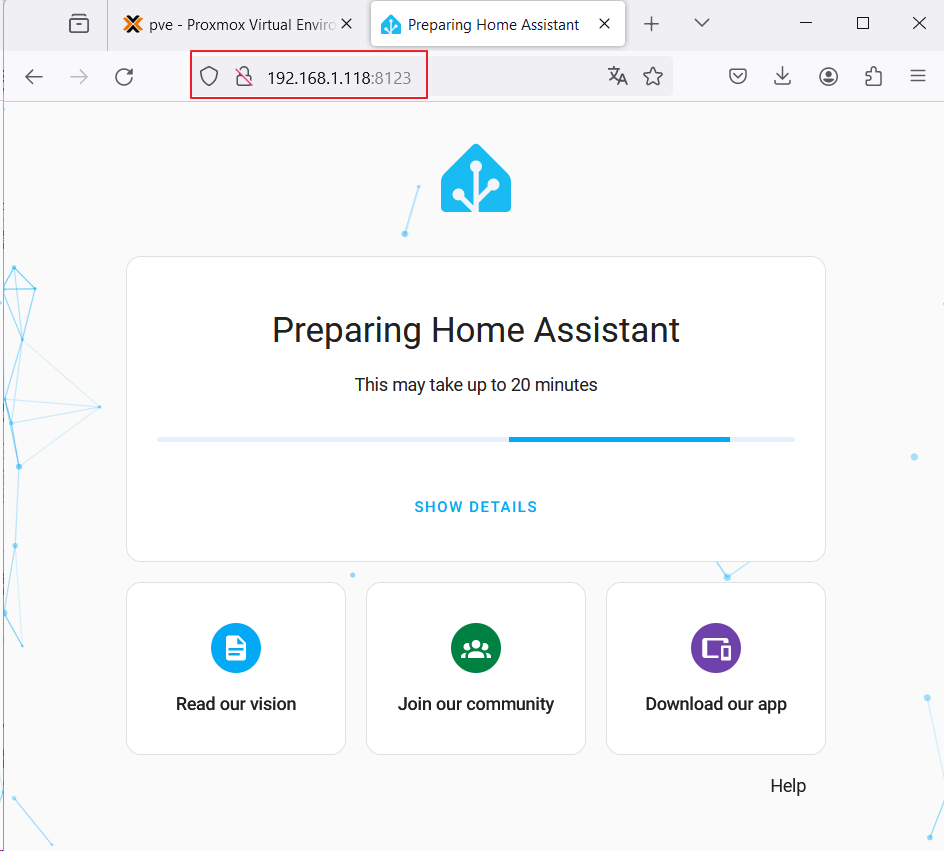 pve - Proxmox Virtual Enviro
Preparing Home Assistant
192.168.1.118:8123
Preparing Home Assistant
This may take up to 20 minutes
SHOW DETAILS
Read our vision
Join our community
Download our app
Help